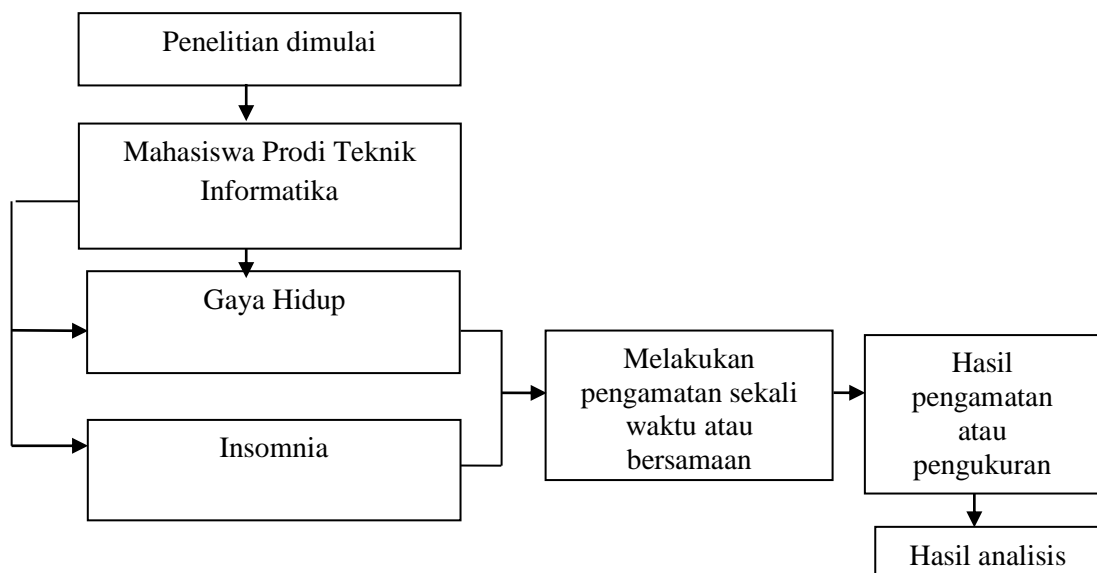 Penelitian dimulai
Mahasiswa Prodi Teknik
Informatika
Gaya Hidup
Insomnia
Melakukan
pengamatan sekali
waktu atau
bersamaan
Hasil
pengamatan
atau
pengukuran
Hasil analisis